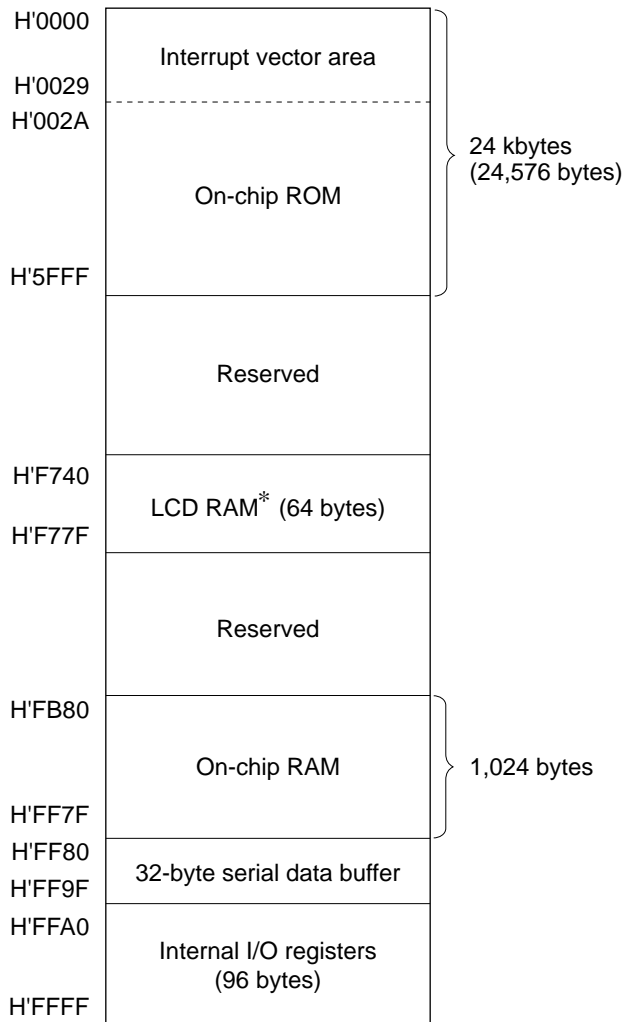 H'0000
Interrupt vector area
H'0029
H'002A
24 kbytes
(24,576 bytes)
On-chip ROM
H'5FFF
Reserved
H'F740
LCD RAM* (64 bytes)
H'F77F
Reserved
H'FB80
On-chip RAM
1,024 bytes
H'FF7F
H'FF80
32-byte serial data buffer
H'FF9F
H'FFA0
Internal I/O registers
(96 bytes)
H'FFFF